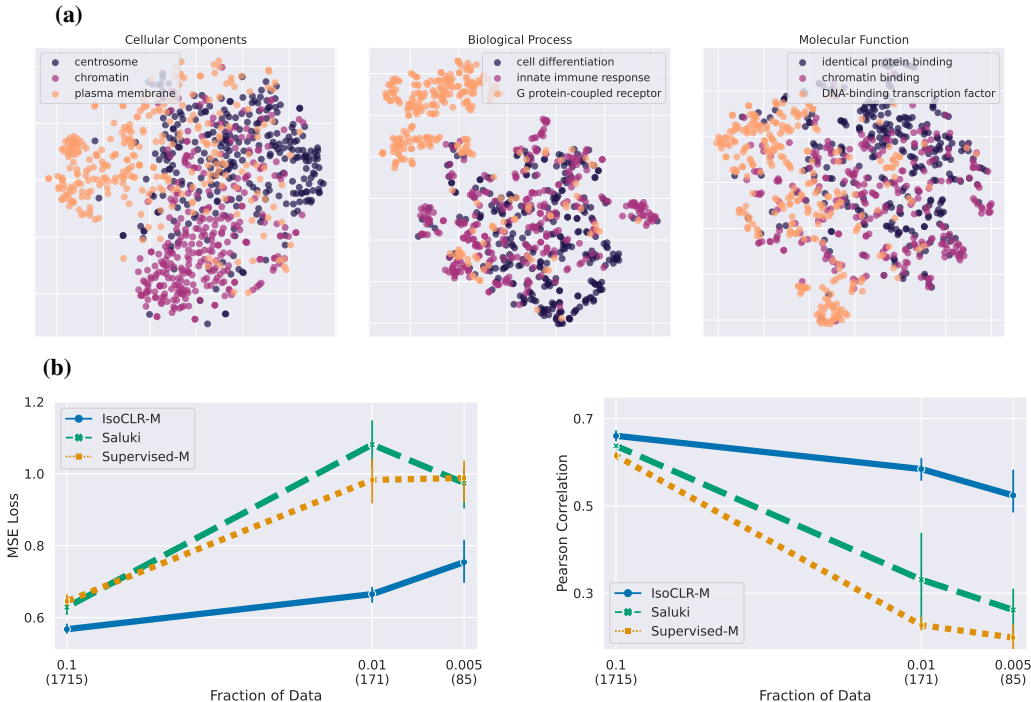 (a)
Cellular Components
centrosome
chromatin
plasma membrane
Biological Process
cell differentiation
innate immune response
G protein-coupled receptor
Molecular Function
identical protein binding
chromatin binding
DNA-binding transcription factor
(b)
MSE Loss
1.2
1.0
0.8
0.6
IsoCLR-M
Saluki
Supervised-M
0.1
(1715)
0.01
(171)
0.005
(85)
Fraction of Data
Pearson Correlation
0.7
0.5
0.3
IsoCLR-M
Saluki
Supervised-M
0.1
(1715)
0.01
(171)
0.005
(85)
Fraction of Data